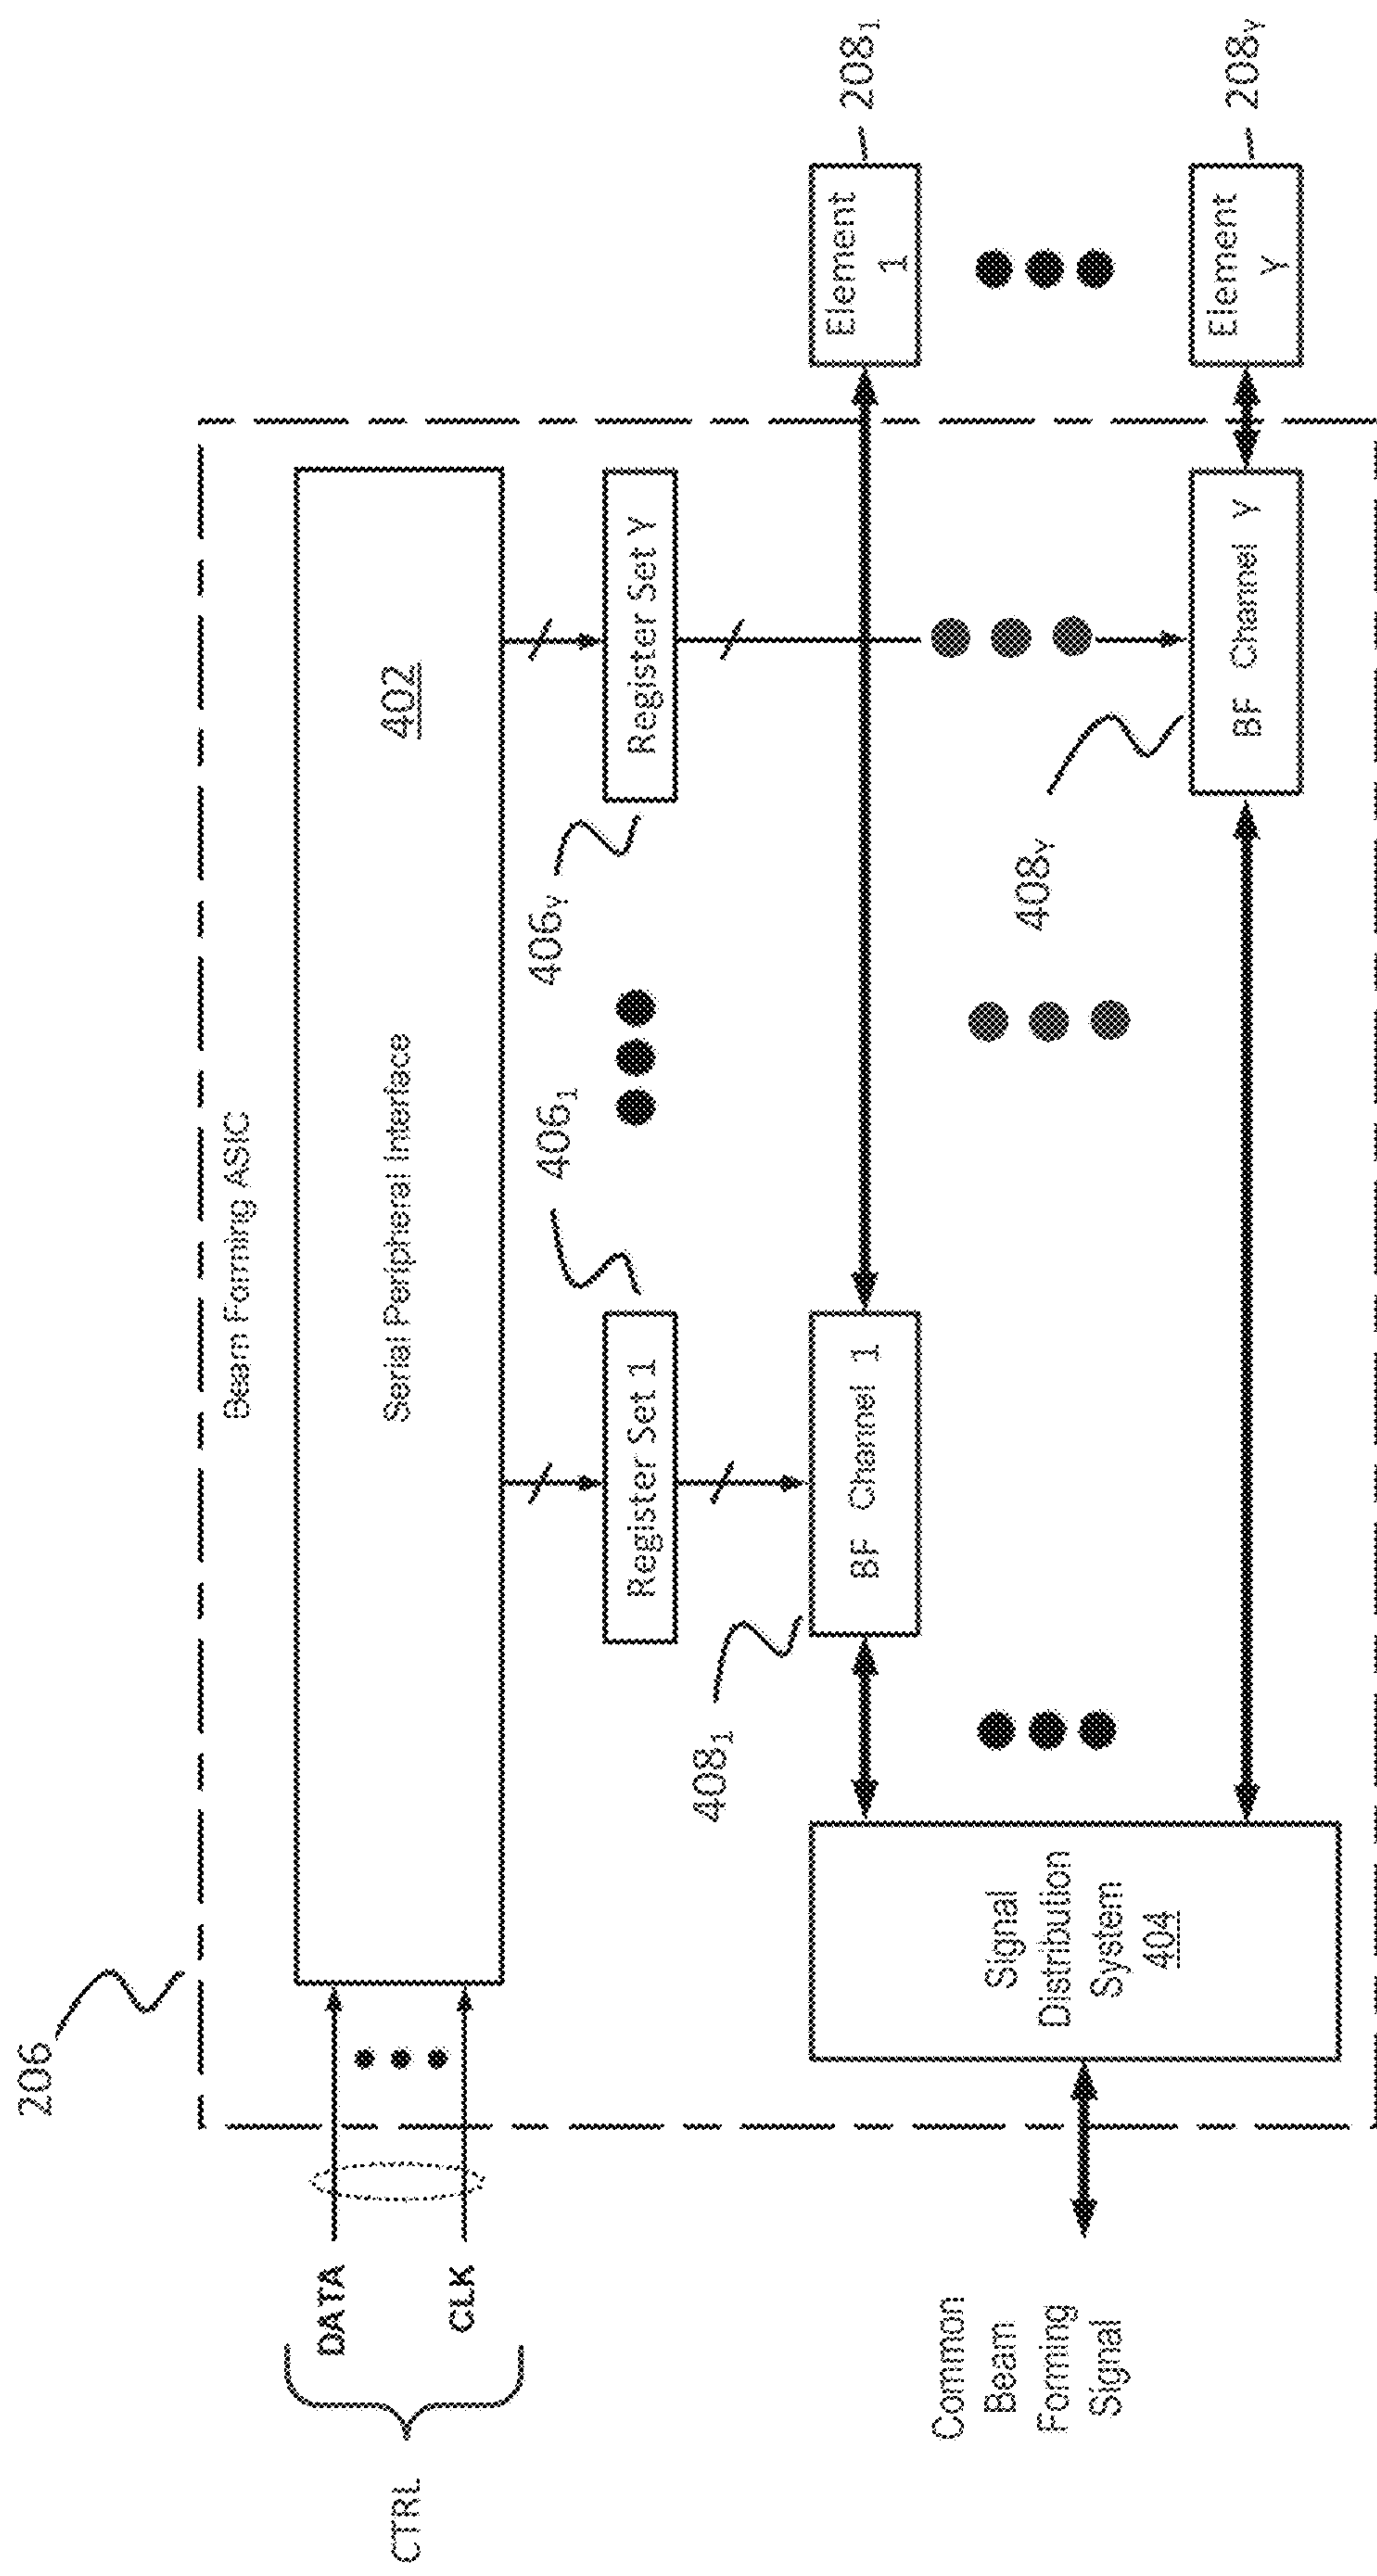 206
Beam Forming ASIC
CTRL
DATA
CLK
Serial Peripheral Interface
402
406₁
406Y
Register Set 1
Register Set Y
408₁
BF Channel 1
Element
1
208₁
Common
Beam
Forming
Signal
Signal
Distribution
System
404
408Y
BF Channel Y
Element
Y
208Y